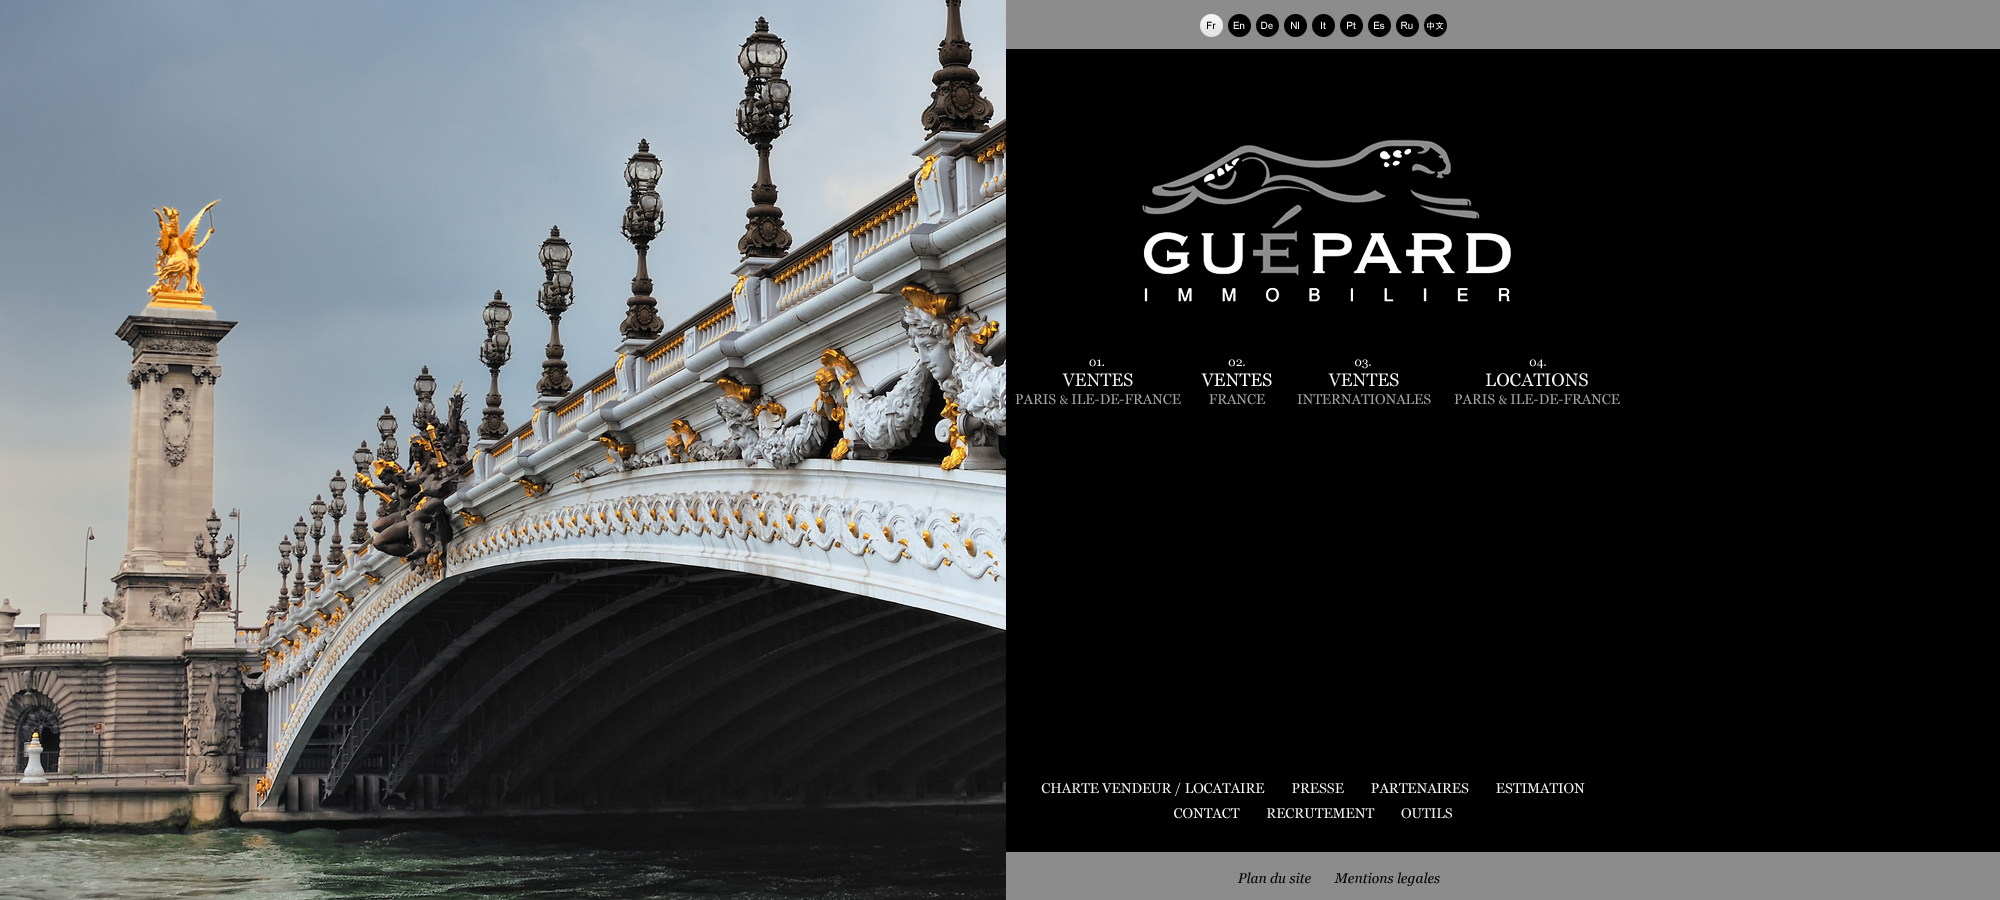 Fr En De Nl It Pt Es Ru 中文
GUÉPARD
IMMOBILIER
01. 02. 03. 04.
VENTES VENTES VENTES LOCATIONS
PARIS & ILE-DE-FRANCE FRANCE INTERNATIONALES PARIS & ILE-DE-FRANCE
CHARTE VENDEUR / LOCATAIRE PRESSE PARTENAIRES ESTIMATION
CONTACT RECRUTEMENT OUTILS
Plan du site Mentions legales